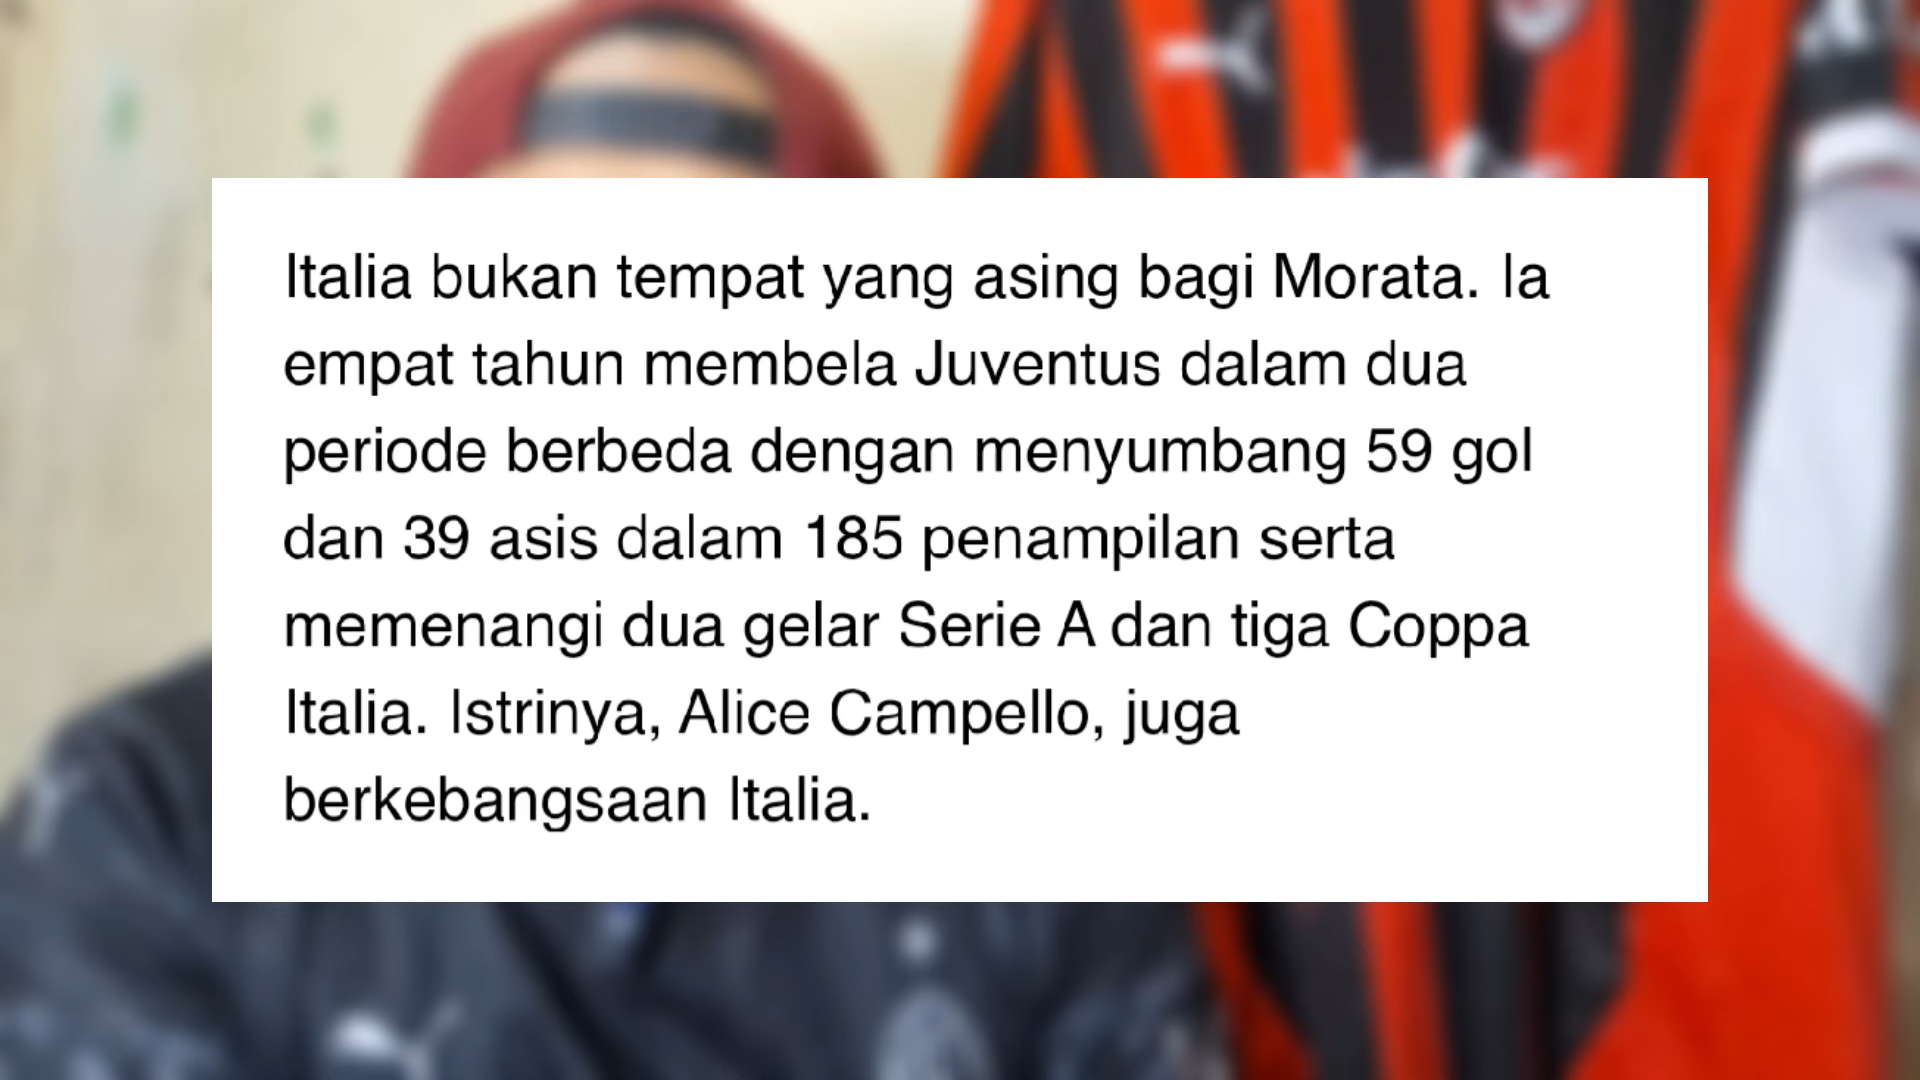 Italia bukan tempat yang asing bagi Morata. Ia
empat tahun membela Juventus dalam dua
periode berbeda dengan menyumbang 59 gol
dan 39 asis dalam 185 penampilan serta
memenangi dua gelar Serie A dan tiga Coppa
Italia. Istrinya, Alice Campello, juga
berkebangsaan Italia.